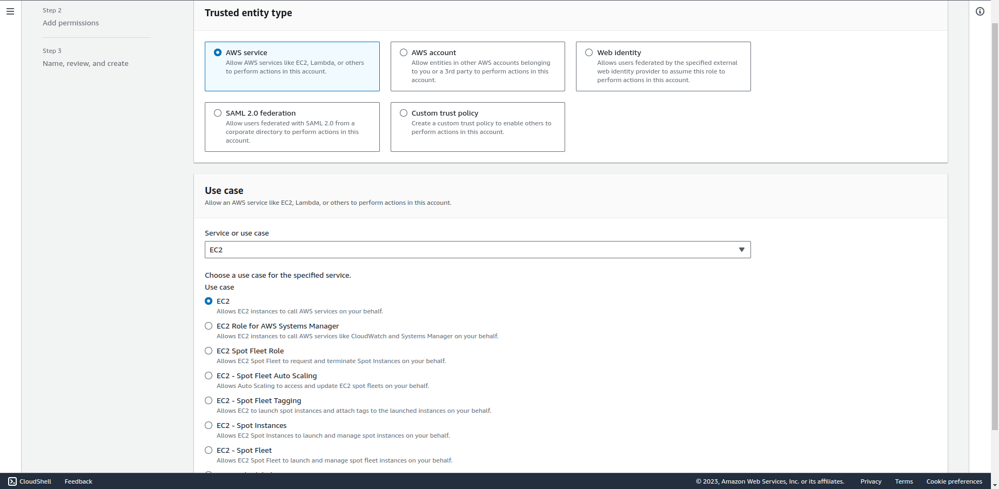 Step 2
Add permissions
Step 3
Name, review, and create
Trusted entity type
AWS service
Allow AWS services like EC2, Lambda, or others
to perform actions in this account.
AWS account
Allow entities in other AWS accounts belonging
to you or a 3rd party to perform actions in this
account.
Web identity
Allows users federated by the specified external
web identity provider to assume this role to
perform actions in this account.
SAML 2.0 federation
Allow users federated with SAML 2.0 from a
corporate directory to perform actions in this
account.
Custom trust policy
Create a custom trust policy to enable others to
perform actions in this account.
Use case
Allow an AWS service like EC2, Lambda, or others to perform actions in this account.
Service or use case
EC2
Choose a use case for the specified service.
Use case
EC2
Allows EC2 instances to call AWS services on your behalf.
EC2 Role for AWS Systems Manager
Allows EC2 instances to call AWS services like CloudWatch and Systems Manager on your behalf.
EC2 Spot Fleet Role
Allows EC2 Spot Fleet to request and terminate Spot Instances on your behalf.
EC2 - Spot Fleet Auto Scaling
Allows Auto Scaling to access and update EC2 spot fleets on your behalf.
EC2 - Spot Fleet Tagging
Allows EC2 to launch spot instances and attach tags to the launched instances on your behalf.
EC2 - Spot Instances
Allows EC2 Spot Instances to launch and manage spot instances on your behalf.
EC2 - Spot Fleet
Allows EC2 Spot Fleet to launch and manage spot fleet instances on your behalf.
CloudShell
Feedback
© 2023, Amazon Web Services, Inc. or its affiliates.
Privacy
Terms
Cookie preferences